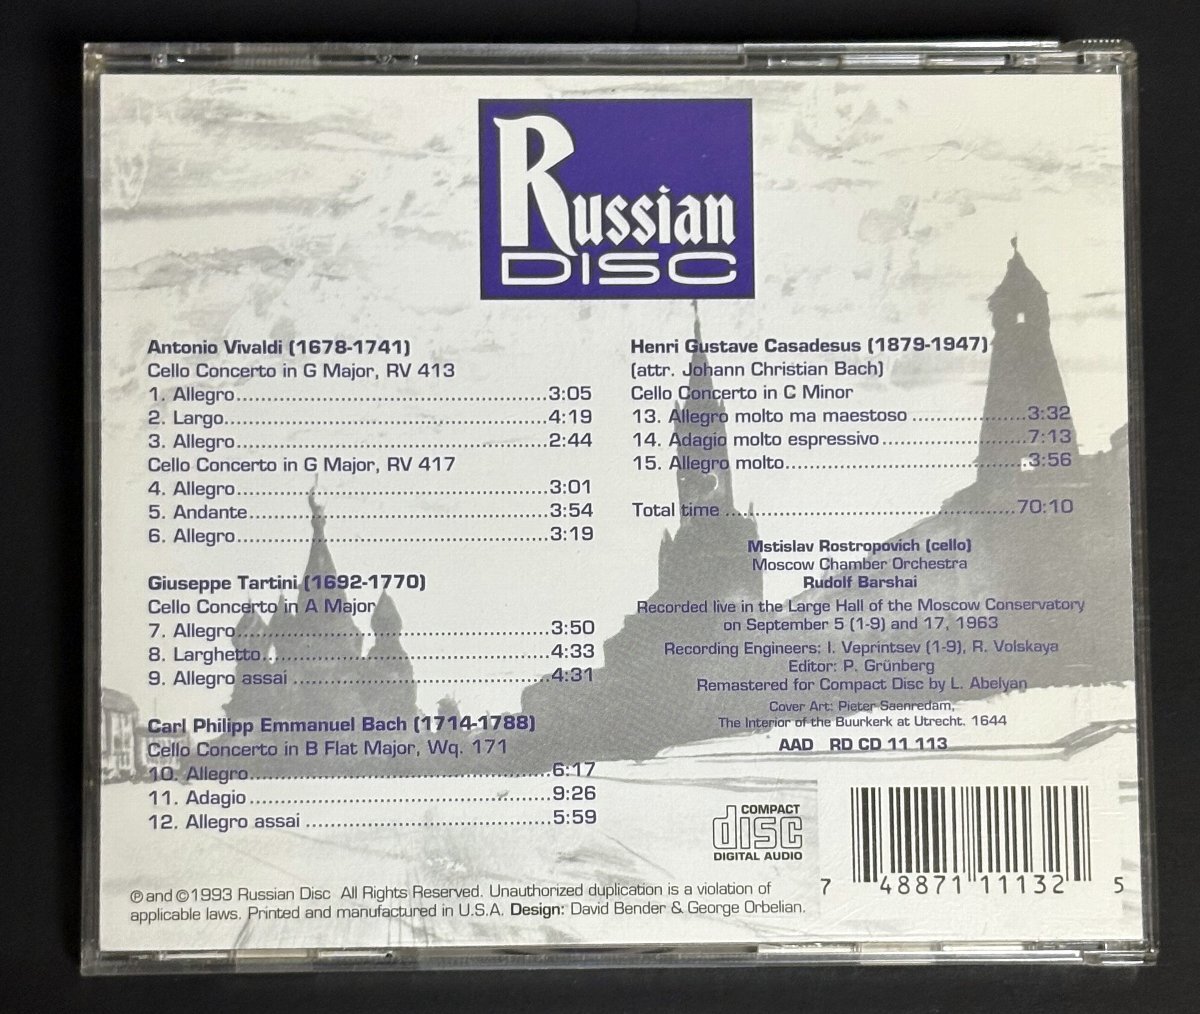 Russian
DISC
Antonio Vivaldi (1678-1741)
Cello Concerto in G Major, RV 413
1. Allegro........3:05
2. Largo........4:19
3. Allegro........2:44
Cello Concerto in G Major, RV 417
4. Allegro........3:01
5. Andante........3:54
6. Allegro........3:19
Giuseppe Tartini (1692-1770)
Cello Concerto in A Major
7. Allegro........3:50
8. Larghetto........4:33
9. Allegro assai ........4:31
Carl Philipp Emmanuel Bach (1714-1788)
Cello Concerto in B Flat Major, Wq. 171
10. Allegro........6:17
11. Adagio........9:26
12. Allegro assai ........5:59
Henri Gustave Casadesus (1879-1947)
(attr. Johann Christian Bach)
Cello Concerto in C Minor
13. Allegro molto ma maestoso ........3:32
14. Adagio molto espressivo........7:13
15. Allegro molto........3:56
Total time ........70:10
Mstislav Rostropovich (cello)
Moscow Chamber Orchestra
Rudolf Barshai
Recorded live in the Large Hall of the Moscow Conservatory
on September 5 (1-9) and 17, 1963
Recording Engineers: I. Veprintsev (1-9), R. Volskaya
Editor: P. Grünberg
Remastered for Compact Disc by L. Abelyan
Cover Art: Pieter Saenredam,
The Interior of the Buurkerk at Utrecht. 1644
AAD RD CD 11 113
COMPACT
disc
DIGITAL AUDIO
7 48871 11132 5
℗ and © 1993 Russian Disc All Rights Reserved. Unauthorized duplication is a violation of
applicable laws. Printed and manufactured in U.S.A. Design: David Bender & George Orbelian.